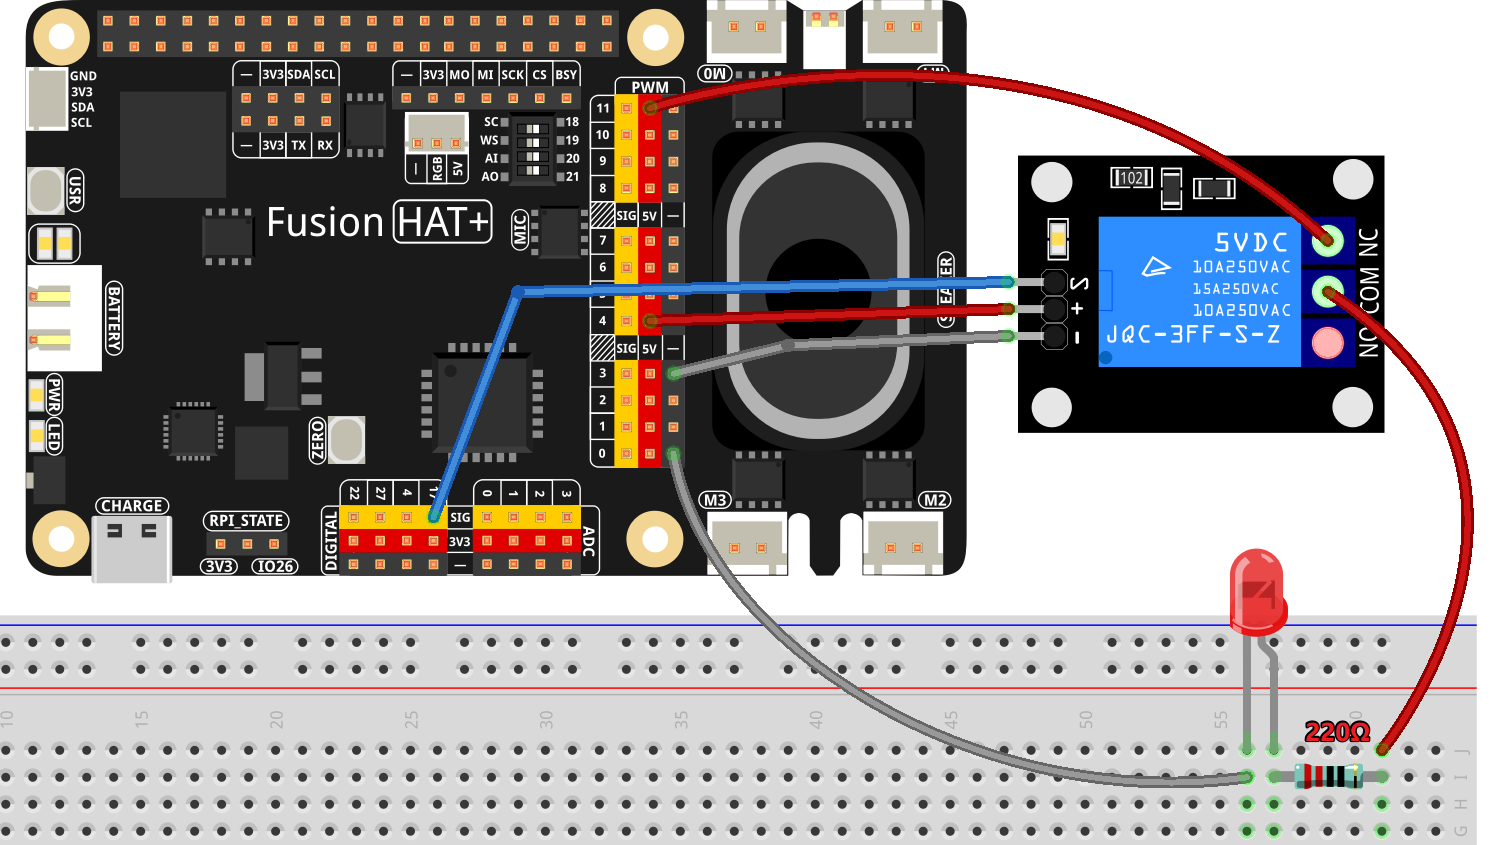 GND
3V3
SDA
SCL
— 3V3 SDA SCL
— 3V3 TX RX
— 3V3 MO MI SCK CS BSY
— RGB 5V
SC 18
WS 19
AI 20
AO 21
PWM
11
10
9
8
SIG 5V —
7
6
4
SIG 5V —
3
2
1
0
M0
USR
Fusion HAT+
MIC
BATTERY
PWR
LED
ZERO
CHARGE
RPI_STATE
3V3 IO26
DIGITAL
22 27 4
SIG
3V3
—
0 1 2 3
ADC
M3
M2
102
5VDC
10A250VAC
15A250VAC
10A250VAC
JQC-3FF-S-Z
S
+
-
NO COM NC
220Ω
10 15 20 25 30 35 40 45 50 55
J
I
H
G